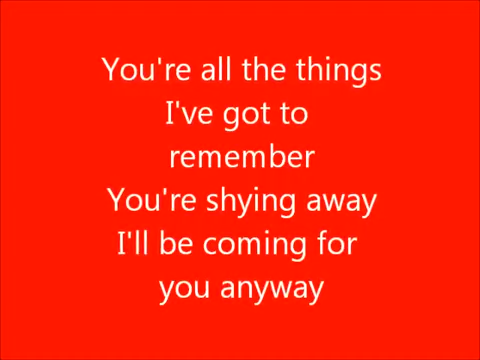 You're all the things
I've got to
remember
You're shying away
I'll be coming for
you anyway